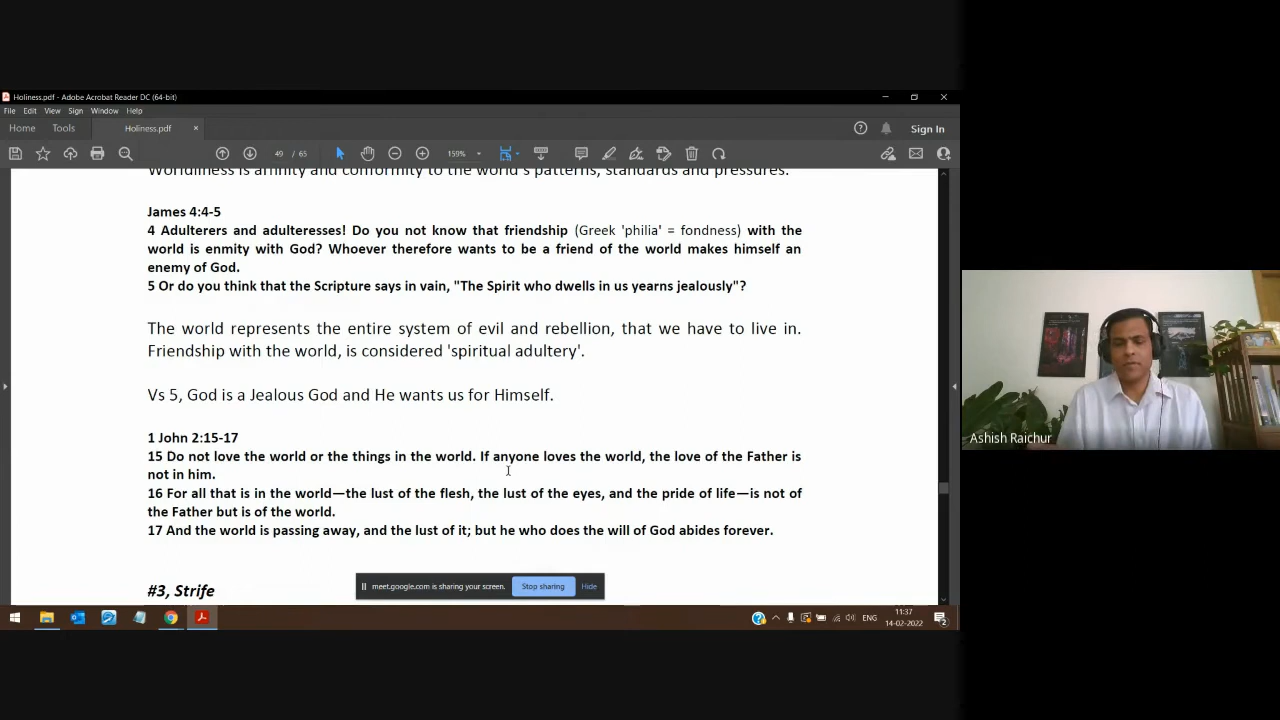 Holiness.pdf - Adobe Acrobat Reader DC (64-bit)
File Edit View Sign Window Help
Home Tools Holiness.pdf × Sign In
49 / 65 159%
Worldliness is affinity and conformity to the world's patterns, standards and pressures.
James 4:4-5
4 Adulterers and adulteresses! Do you not know that friendship (Greek 'philia' = fondness) with the
world is enmity with God? Whoever therefore wants to be a friend of the world makes himself an
enemy of God.
5 Or do you think that the Scripture says in vain, "The Spirit who dwells in us yearns jealously"?
The world represents the entire system of evil and rebellion, that we have to live in.
Friendship with the world, is considered 'spiritual adultery'.
Vs 5, God is a Jealous God and He wants us for Himself.
1 John 2:15-17
15 Do not love the world or the things in the world. If anyone loves the world, the love of the Father is
not in him.
16 For all that is in the world—the lust of the flesh, the lust of the eyes, and the pride of life—is not of
the Father but is of the world.
17 And the world is passing away, and the lust of it; but he who does the will of God abides forever.
#3, Strife
meet.google.com is sharing your screen. Stop sharing Hide
ENG 11:37
14-02-2022
Ashish Raichur